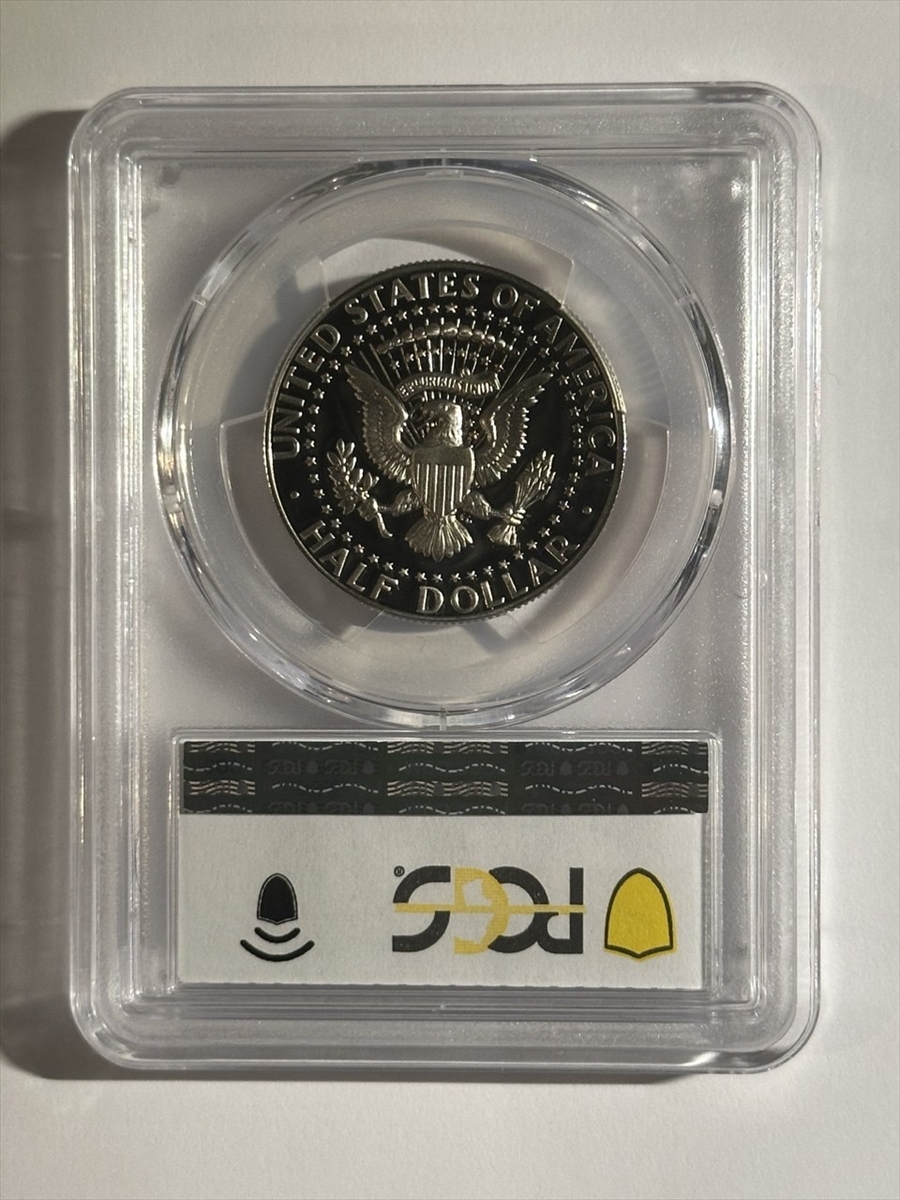 UNITED STATES OF AMERICA
E PLURIBUS UNUM
HALF DOLLAR
PCGS
®